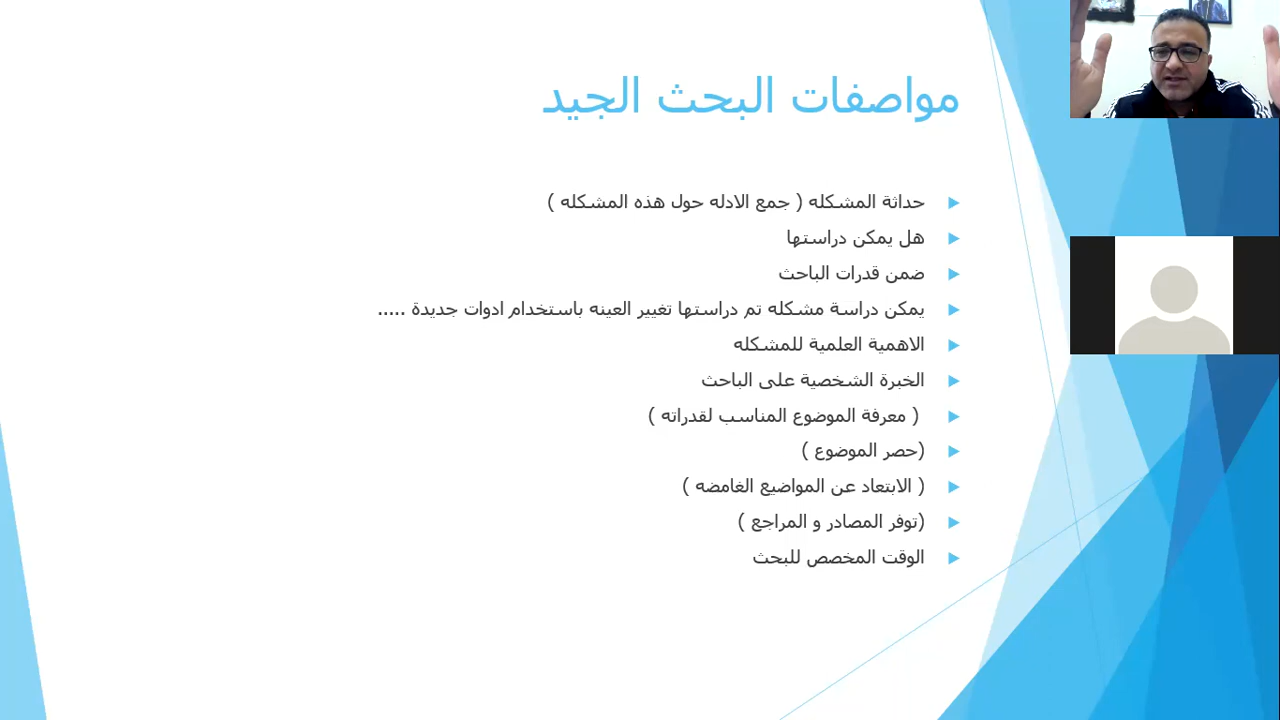 مواصفات البحث الجيد
حداثة المشكله ( جمع الادله حول هذه المشكله )
هل يمكن دراستها
ضمن قدرات الباحث
يمكن دراسة مشكله تم دراستها تغيير العينه باستخدام ادوات جديدة .....
الاهمية العلمية للمشكله
الخبرة الشخصية على الباحث
( معرفة الموضوع المناسب لقدراته )
(حصر الموضوع )
( الابتعاد عن المواضيع الغامضه )
(توفر المصادر و المراجع )
الوقت المخصص للبحث